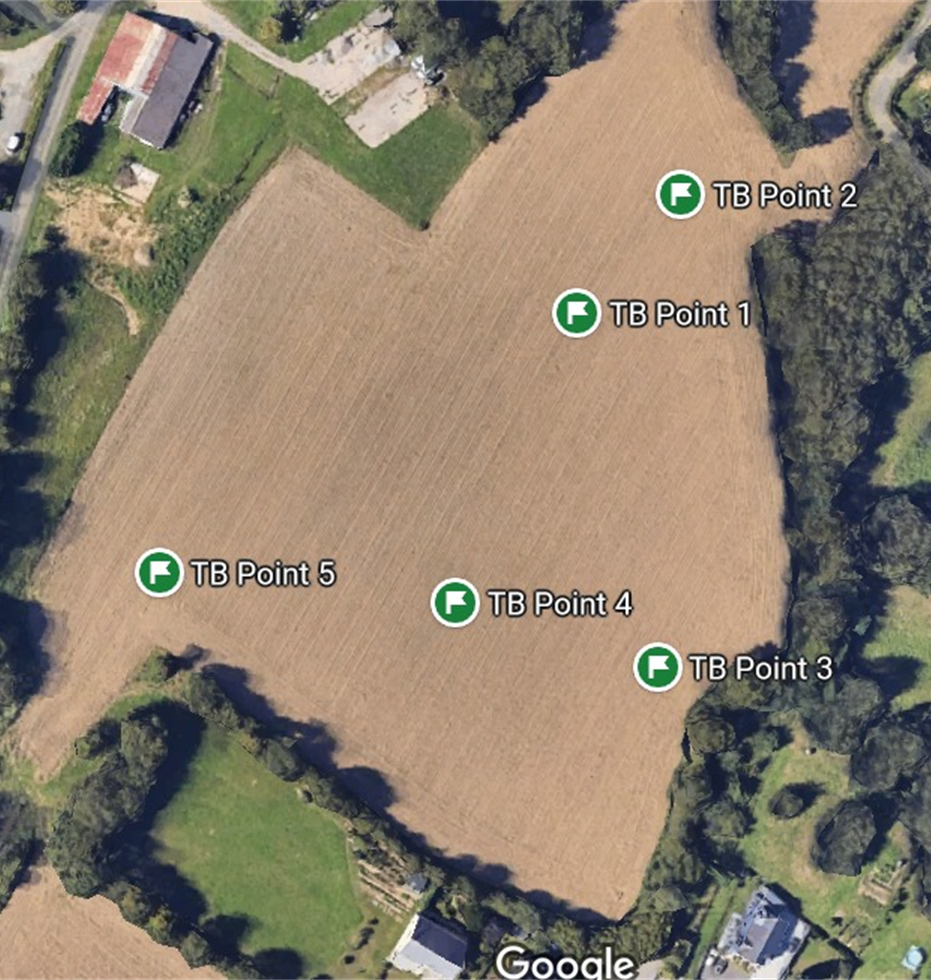 TB Point 2
TB Point 1
TB Point 5
TB Point 4
TB Point 3
Google